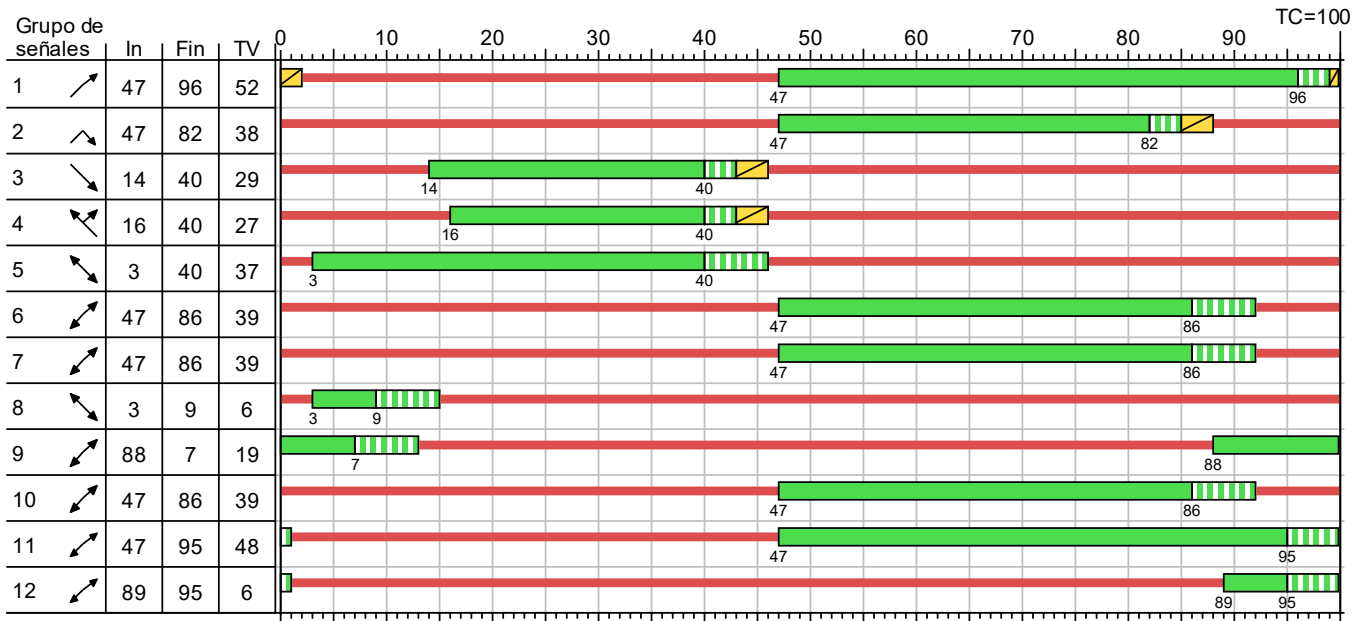 TC=100
Grupo de
señales In Fin TV 0 10 20 30 40 50 60 70 80 90
1 47 96 52
47 96
2 47 82 38
47 82
3 14 40 29
14 40
4 16 40 27
16 40
5 3 40 37
3 40
6 47 86 39
47 86
7 47 86 39
47 86
8 3 9 6
3 9
9 88 7 19
7 88
10 47 86 39
47 86
11 47 95 48
47 95
12 89 95 6
89 95